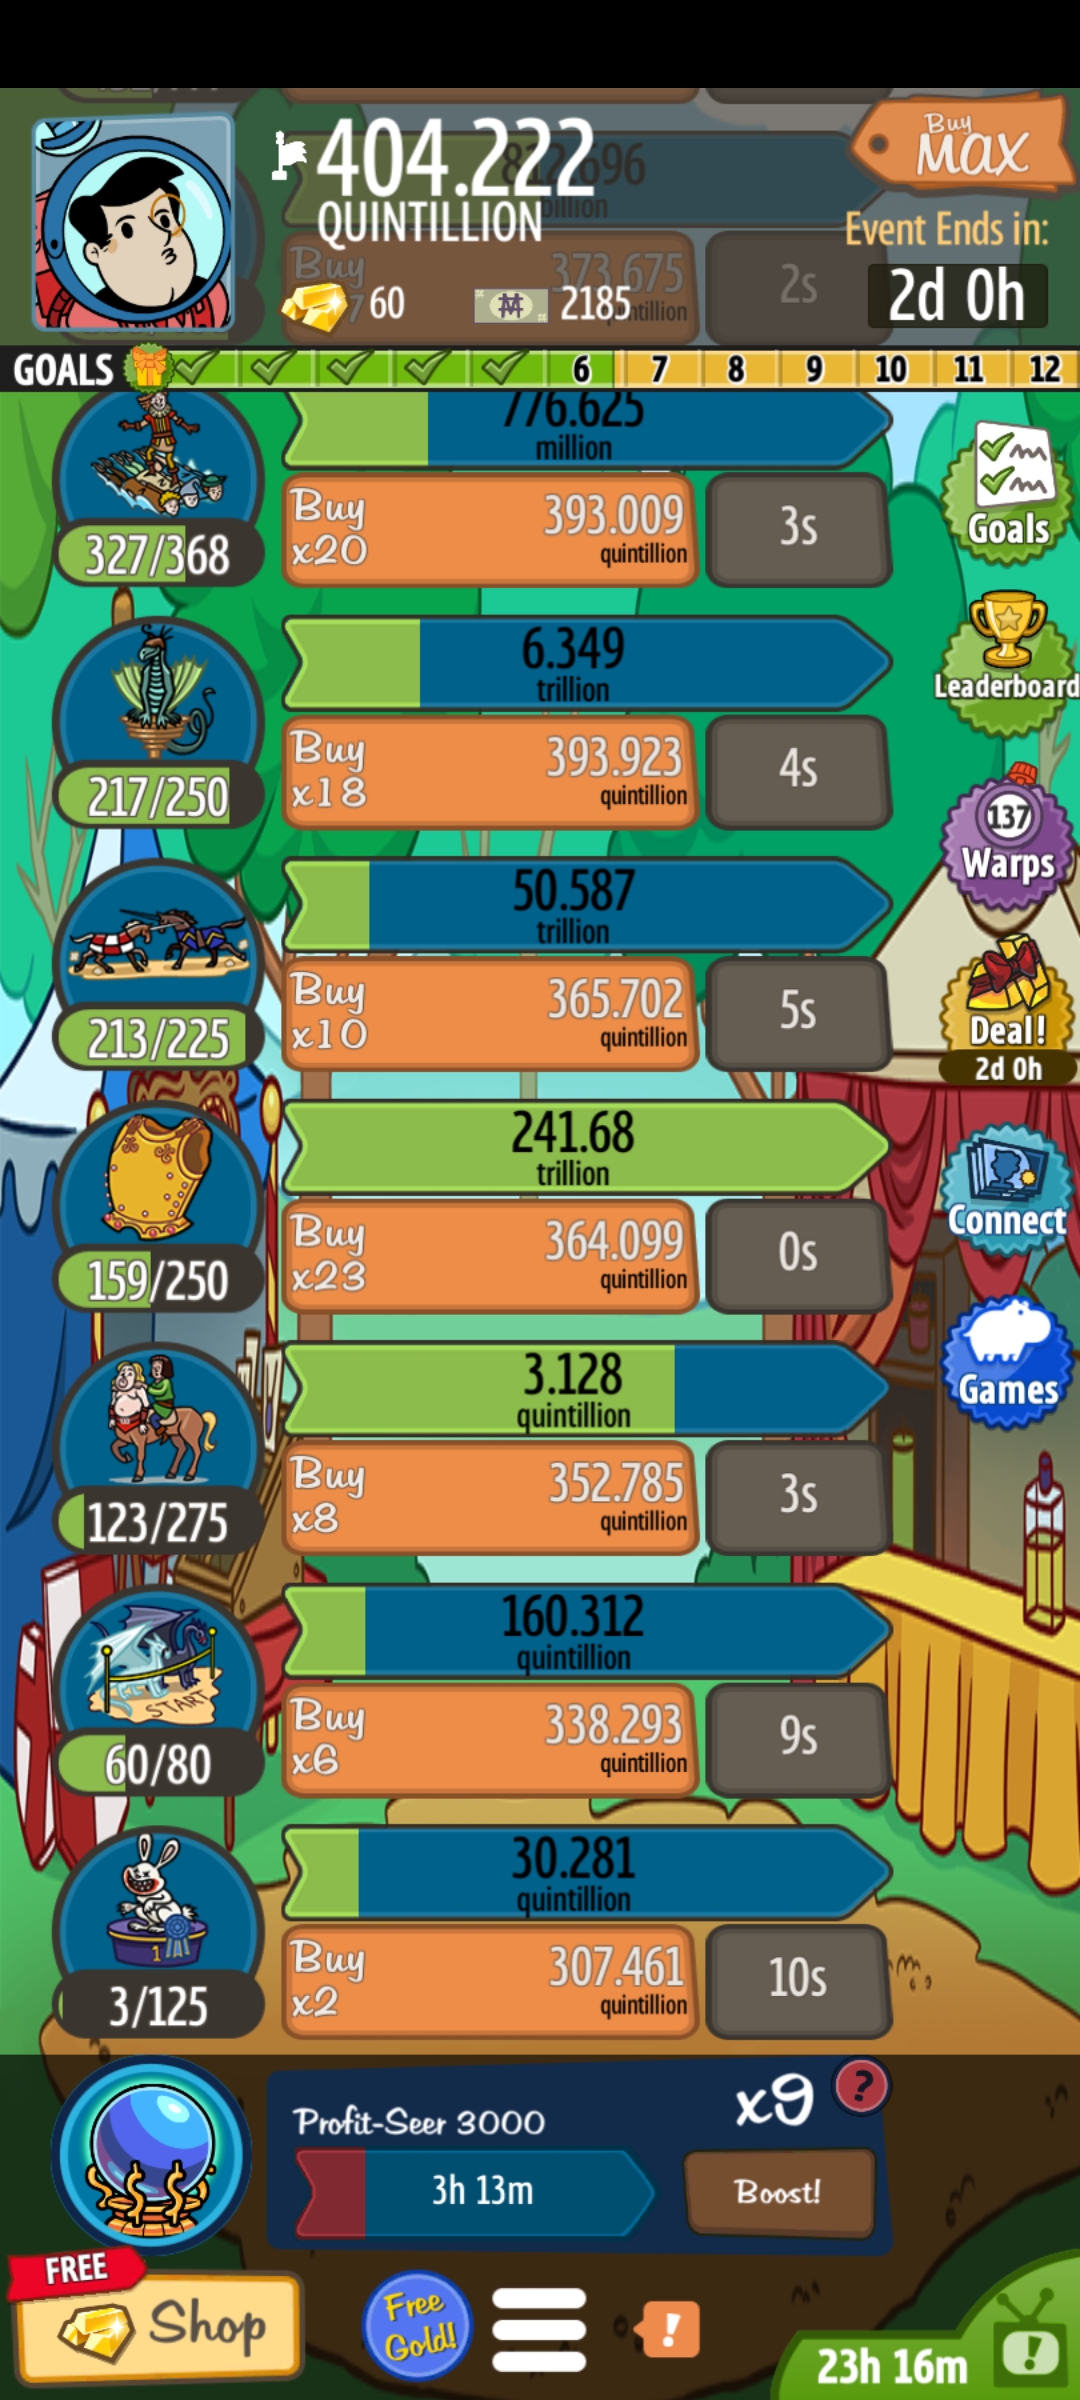 404.222
QUINTILLION
Buy
MAX
Event Ends in:
2d 0h
60
2185
Buy
373.675
2s
GOALS 6 7 8 9 10 11 12
776.625
million
Buy
x20
393.009
quintillion
3s
327/368
Goals
6.349
trillion
Buy
x18
393.923
quintillion
4s
217/250
Leaderboard
137
Warps
50.587
trillion
Buy
x10
365.702
quintillion
5s
213/225
Deal!
2d 0h
241.68
trillion
Buy
x23
364.099
quintillion
0s
159/250
Connect
3.128
quintillion
Buy
x8
352.785
quintillion
3s
123/275
Games
160.312
quintillion
Buy
x6
338.293
quintillion
9s
START
60/80
30.281
quintillion
Buy
x2
307.461
quintillion
10s
1
3/125
Profit-Seer 3000
x9
?
3h 13m
Boost!
FREE
Shop
Free
Gold!
!
23h 16m
!